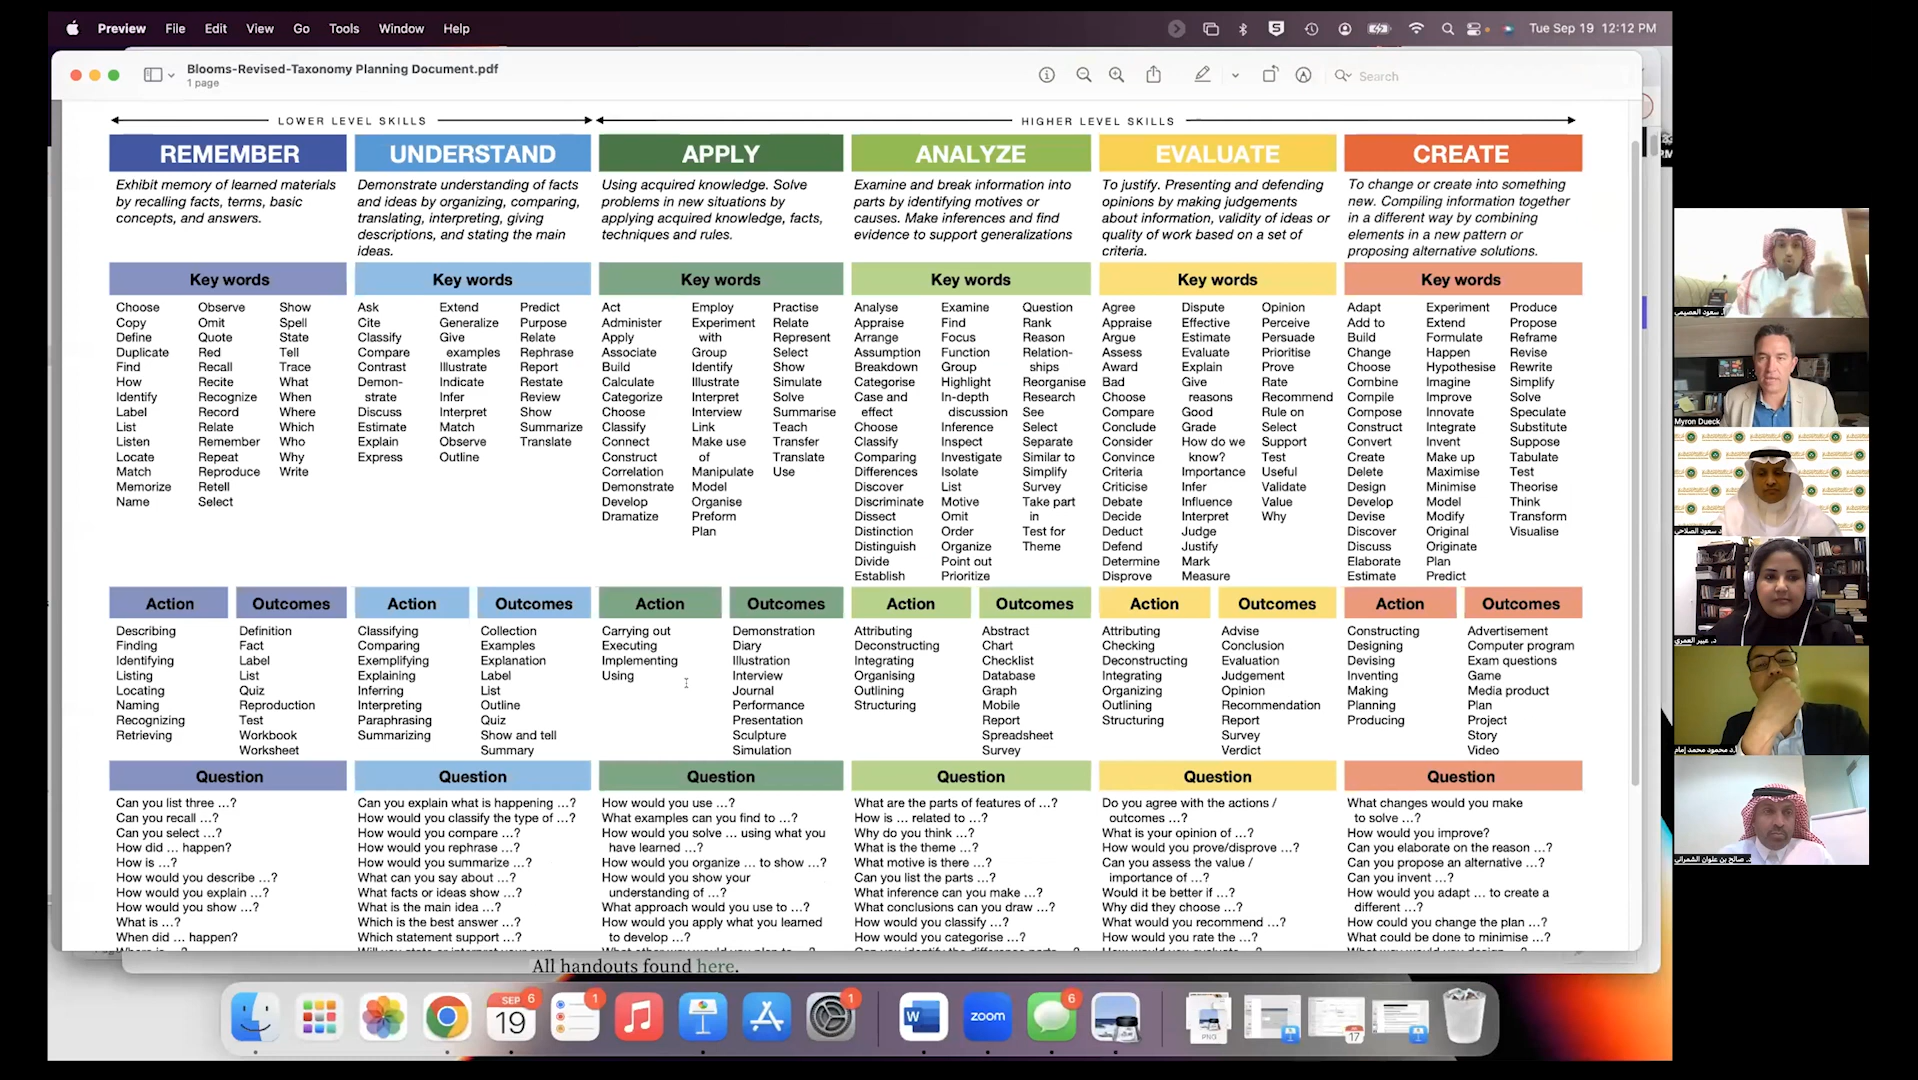 Preview File Edit View Go Tools Window Help
Tue Sep 19 12:12 PM
Blooms-Revised-Taxonomy Planning Document.pdf
1 page
Search
LOWER LEVEL SKILLS
HIGHER LEVEL SKILLS
REMEMBER
Exhibit memory of learned materials
by recalling facts, terms, basic
concepts, and answers.
Key words
Choose Observe Show
Copy Omit Spell
Define Quote State
Duplicate Red Tell
Find Recall Trace
How Recite What
Identify Recognize When
Label Record Where
List Relate Which
Listen Remember Who
Locate Repeat Why
Match Reproduce Write
Memorize Retell
Name Select
Action Outcomes
Describing Definition
Finding Fact
Identifying Label
Listing List
Locating Quiz
Naming Reproduction
Recognizing Test
Retrieving Workbook
Worksheet
Question
Can you list three ...?
Can you recall ...?
Can you select ...?
How did ... happen?
How is ...?
How would you describe ...?
How would you explain ...?
How would you show ...?
What is ...?
When did ... happen?
UNDERSTAND
Demonstrate understanding of facts
and ideas by organizing, comparing,
translating, interpreting, giving
descriptions, and stating the main
ideas.
Key words
Ask Extend Predict
Cite Generalize Purpose
Classify Give Relate
Compare examples Rephrase
Contrast Illustrate Report
Demon- Indicate Restate
strate Infer Review
Discuss Interpret Show
Estimate Match Summarize
Explain Observe Translate
Express Outline
Action Outcomes
Classifying Collection
Comparing Examples
Exemplifying Explanation
Explaining Label
Inferring List
Interpreting Outline
Paraphrasing Quiz
Summarizing Show and tell
Summary
Question
Can you explain what is happening ...?
How would you classify the type of ...?
How would you compare ...?
How would you rephrase ...?
How would you summarize ...?
What can you say about ...?
What facts or ideas show ...?
What is the main idea ...?
Which is the best answer ...?
Which statement support ...?
APPLY
Using acquired knowledge. Solve
problems in new situations by
applying acquired knowledge, facts,
techniques and rules.
Key words
Act Employ Practise
Administer Experiment Relate
Apply with Represent
Associate Group Select
Build Identify Show
Calculate Illustrate Simulate
Categorize Interpret Solve
Choose Interview Summarise
Classify Link Teach
Connect Make use Transfer
Construct of Translate
Correlation Manipulate Use
Demonstrate Model
Develop Organise
Dramatize Preform
Plan
Action Outcomes
Carrying out Demonstration
Executing Diary
Implementing Illustration
Using Interview
Journal
Performance
Presentation
Sculpture
Simulation
Question
How would you use ...?
What examples can you find to ...?
How would you solve ... using what you
have learned ...?
How would you organize ... to show ...?
How would you show your
understanding of ...?
What approach would you use to ...?
How would you apply what you learned
to develop ...?
ANALYZE
Examine and break information into
parts by identifying motives or
causes. Make inferences and find
evidence to support generalizations
Key words
Analyse Examine Question
Appraise Find Rank
Arrange Focus Reason
Assumption Function Relation-
Breakdown Group ships
Categorise Highlight Reorganise
Case and In-depth Research
effect discussion See
Choose Inference Select
Classify Inspect Separate
Comparing Investigate Similar to
Differences Isolate Simplify
Discover List Survey
Discriminate Motive Take part
Dissect Omit in
Distinction Order Test for
Distinguish Organize Theme
Divide Point out
Establish Prioritize
Action Outcomes
Attributing Abstract
Deconstructing Chart
Integrating Checklist
Organising Database
Outlining Graph
Structuring Mobile
Report
Spreadsheet
Survey
Question
What are the parts of features of ...?
How is ... related to ...?
Why do you think ...?
What is the theme ...?
What motive is there ...?
Can you list the parts ...?
What inference can you make ...?
What conclusions can you draw ...?
How would you classify ...?
How would you categorise ...?
EVALUATE
To justify. Presenting and defending
opinions by making judgements
about information, validity of ideas or
quality of work based on a set of
criteria.
Key words
Agree Dispute Opinion
Appraise Effective Perceive
Argue Estimate Persuade
Assess Evaluate Prioritise
Award Explain Prove
Bad Give Rate
Choose reasons Recommend
Compare Good Rule on
Conclude Grade Select
Consider How do we Support
Convince know? Test
Criteria Importance Useful
Criticise Infer Validate
Debate Influence Value
Decide Interpret Why
Deduct Judge
Defend Justify
Determine Mark
Disprove Measure
Action Outcomes
Attributing Advise
Checking Conclusion
Deconstructing Evaluation
Integrating Judgement
Organizing Opinion
Outlining Recommendation
Structuring Report
Survey
Verdict
Question
Do you agree with the actions /
outcomes ...?
What is your opinion of ...?
How would you prove/disprove ...?
Can you assess the value /
importance of ...?
Would it be better if ...?
Why did they choose ...?
What would you recommend ...?
How would you rate the ...?
CREATE
To change or create into something
new. Compiling information together
in a different way by combining
elements in a new pattern or
proposing alternative solutions.
Key words
Adapt Experiment Produce
Add to Extend Propose
Build Formulate Reframe
Change Happen Revise
Choose Hypothesise Rewrite
Combine Imagine Simplify
Compile Improve Solve
Compose Innovate Speculate
Construct Integrate Substitute
Convert Invent Suppose
Create Make up Tabulate
Delete Maximise Test
Design Minimise Theorise
Develop Model Think
Devise Modify Transform
Discover Original Visualise
Discuss Originate
Elaborate Plan
Estimate Predict
Action Outcomes
Constructing Advertisement
Designing Computer program
Devising Exam questions
Inventing Game
Making Media product
Planning Plan
Producing Project
Story
Video
Question
What changes would you make
to solve ...?
How would you improve?
Can you elaborate on the reason ...?
Can you propose an alternative ...?
Can you invent ...?
How would you adapt ... to create a
different ...?
How could you change the plan ...?
What could be done to minimise ...?
All handouts found here.
SEP
19
6
1
1
W
zoom
6
PNG
17
د. سعود العصيمي
Myron Dueck
د. سعود الصلاحي
د. عبير العمري
أ.د محمود محمد إمام
د. صالح بن علوان الشمراني